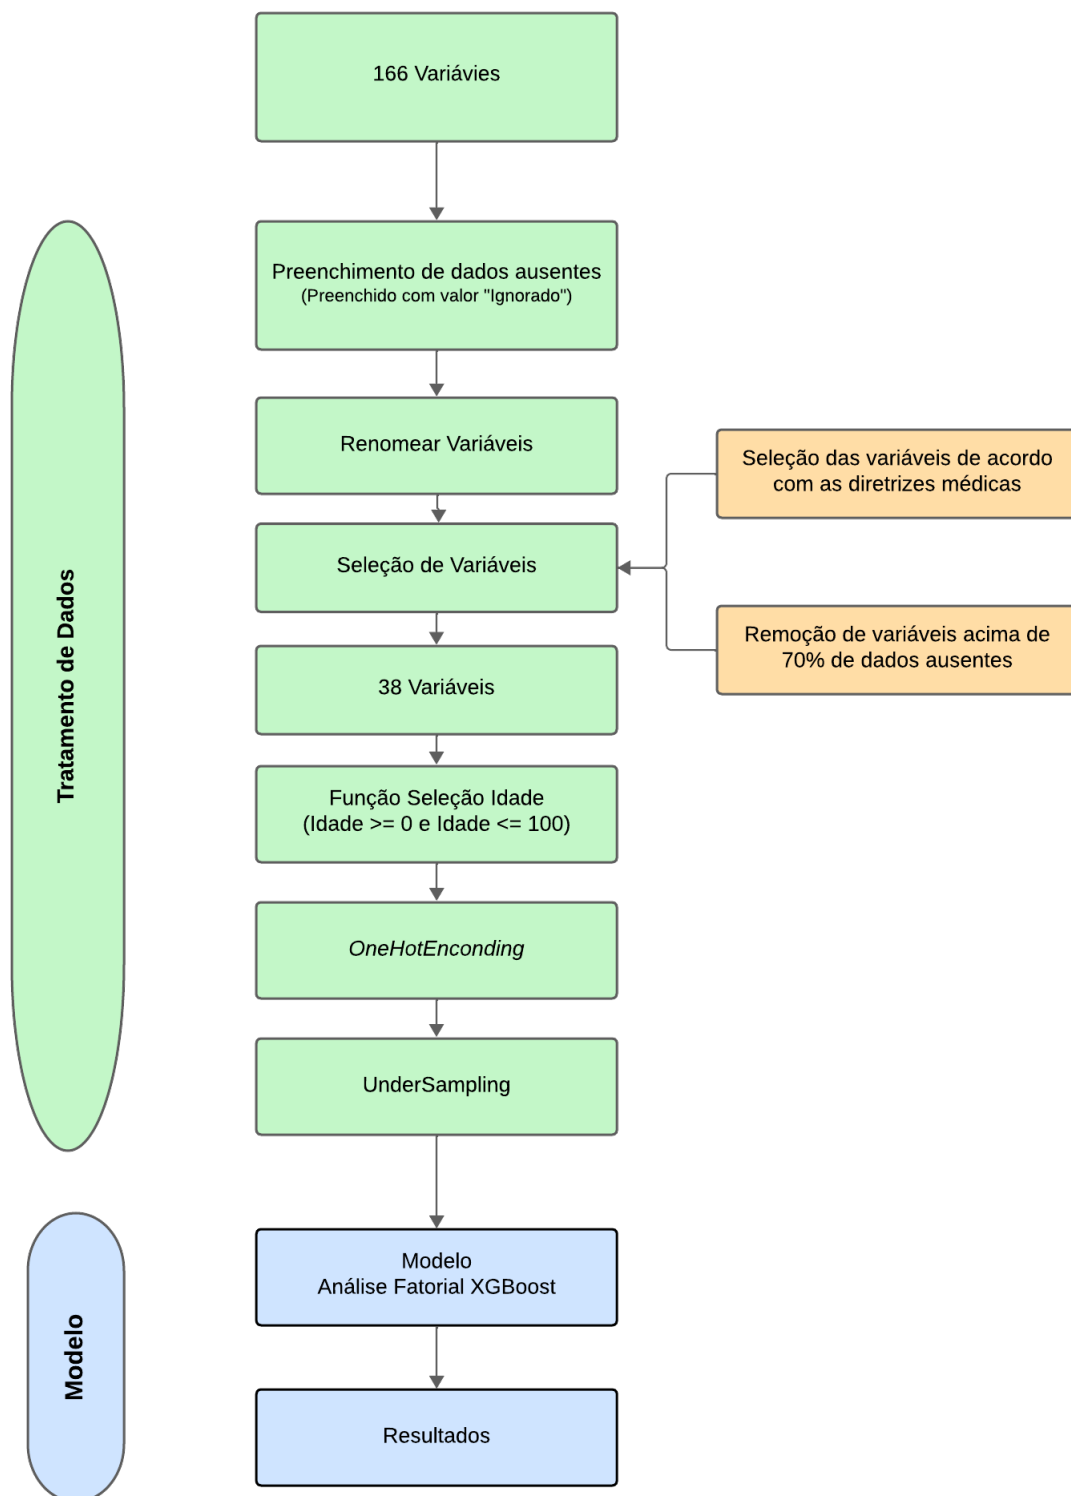 166 Variávies
Preenchimento de dados ausentes
(Preenchido com valor "Ignorado")
Renomear Variáveis
Seleção das variáveis de acordo
com as diretrizes médicas
Seleção de Variáveis
Remoção de variáveis acima de
70% de dados ausentes
38 Variáveis
Tratamento de Dados
Função Seleção Idade
(Idade >= 0 e Idade <= 100)
OneHotEnconding
UnderSampling
Modelo
Análise Fatorial XGBoost
Modelo
Resultados